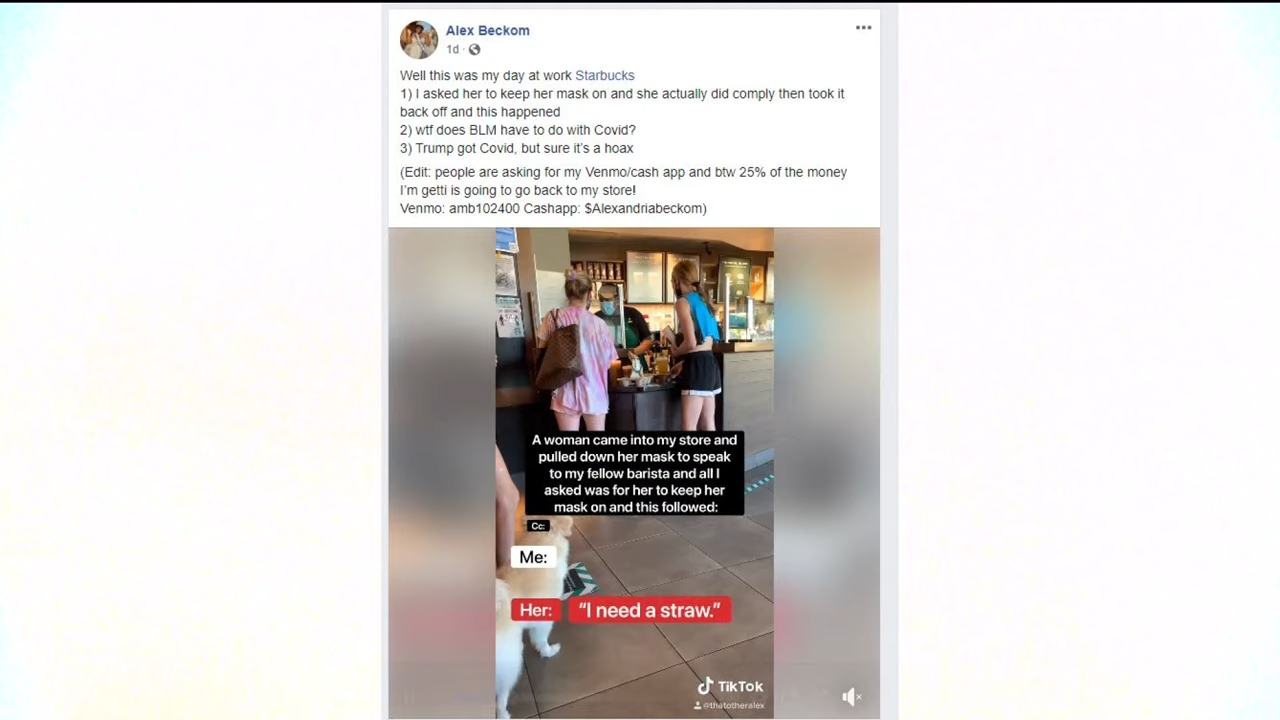 Alex Beckom
1d ·
Well this was my day at work Starbucks
1) I asked her to keep her mask on and she actually did comply then took it
back off and this happened
2) wtf does BLM have to do with Covid?
3) Trump got Covid, but sure it's a hoax
(Edit: people are asking for my Venmo/cash app and btw 25% of the money
I'm getti is going to go back to my store!
Venmo: amb102400 Cashapp: $Alexandriabeckom)
A woman came into my store and
pulled down her mask to speak
to my fellow barista and all I
asked was for her to keep her
mask on and this followed:
Cc:
Me:
Her: "I need a straw."
TikTok
@thatotheralex